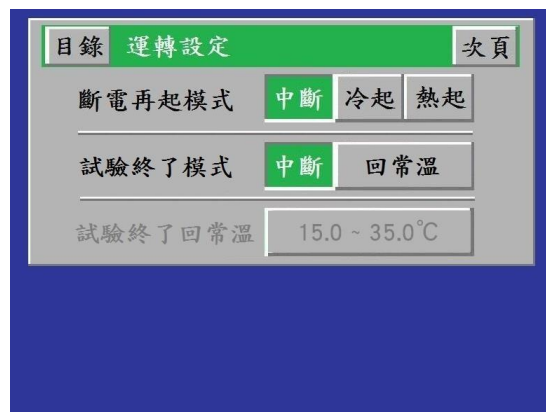 目錄 運轉設定 次頁
斷電再起模式 中斷 冷起 熱起
試驗終了模式 中斷 回常溫
試驗終了回常溫 15.0 ~ 35.0°C